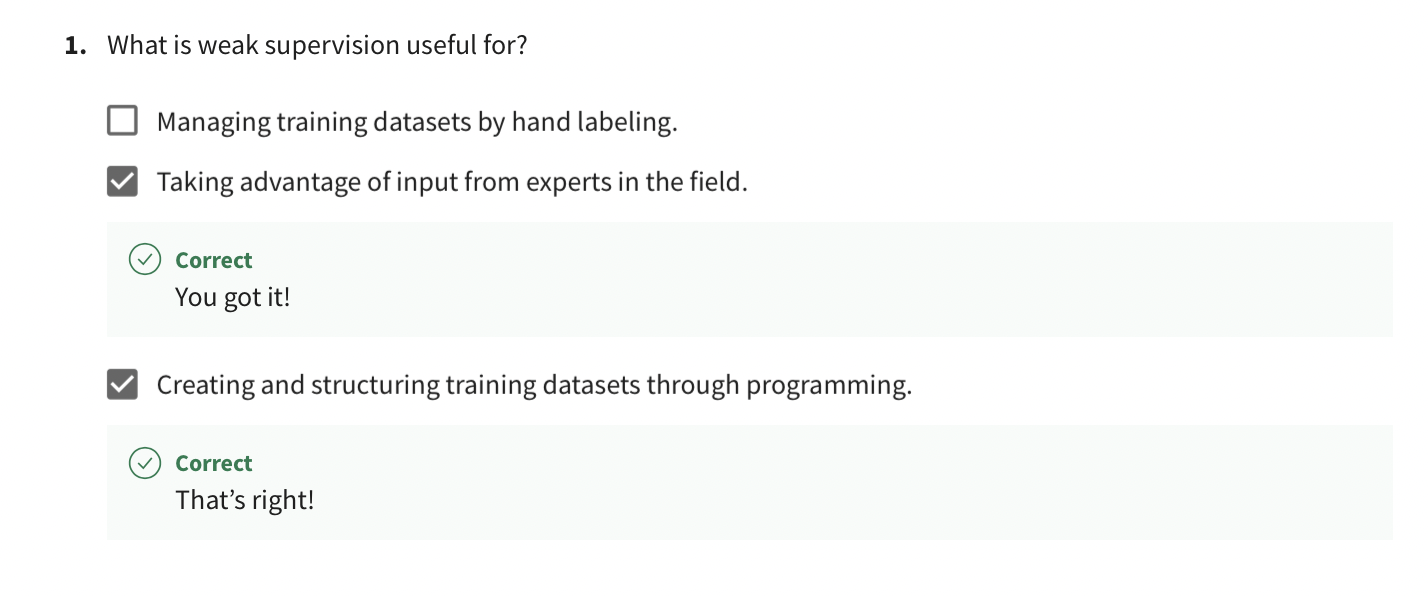 1. What is weak supervision useful for?
Managing training datasets by hand labeling.
Taking advantage of input from experts in the field.
Correct
You got it!
Creating and structuring training datasets through programming.
Correct
That’s right!